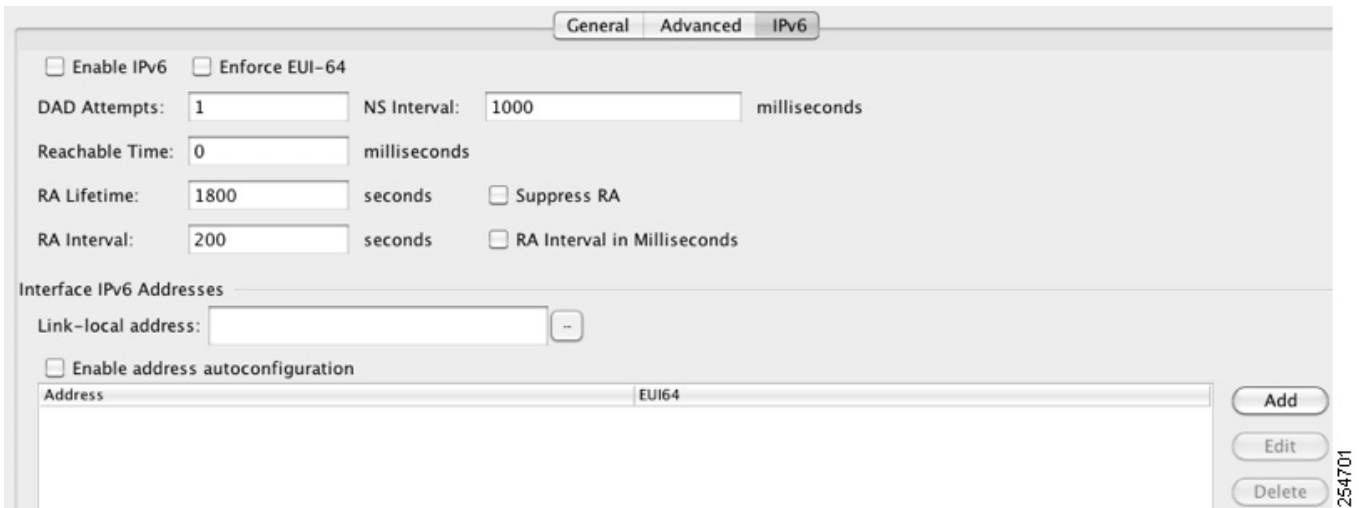 General Advanced IPv6
Enable IPv6 Enforce EUI-64
DAD Attempts: 1 NS Interval: 1000 milliseconds
Reachable Time: 0 milliseconds
RA Lifetime: 1800 seconds Suppress RA
RA Interval: 200 seconds RA Interval in Milliseconds
Interface IPv6 Addresses
Link-local address: ..
Enable address autoconfiguration
Address EUI64
Add
Edit
Delete
254701